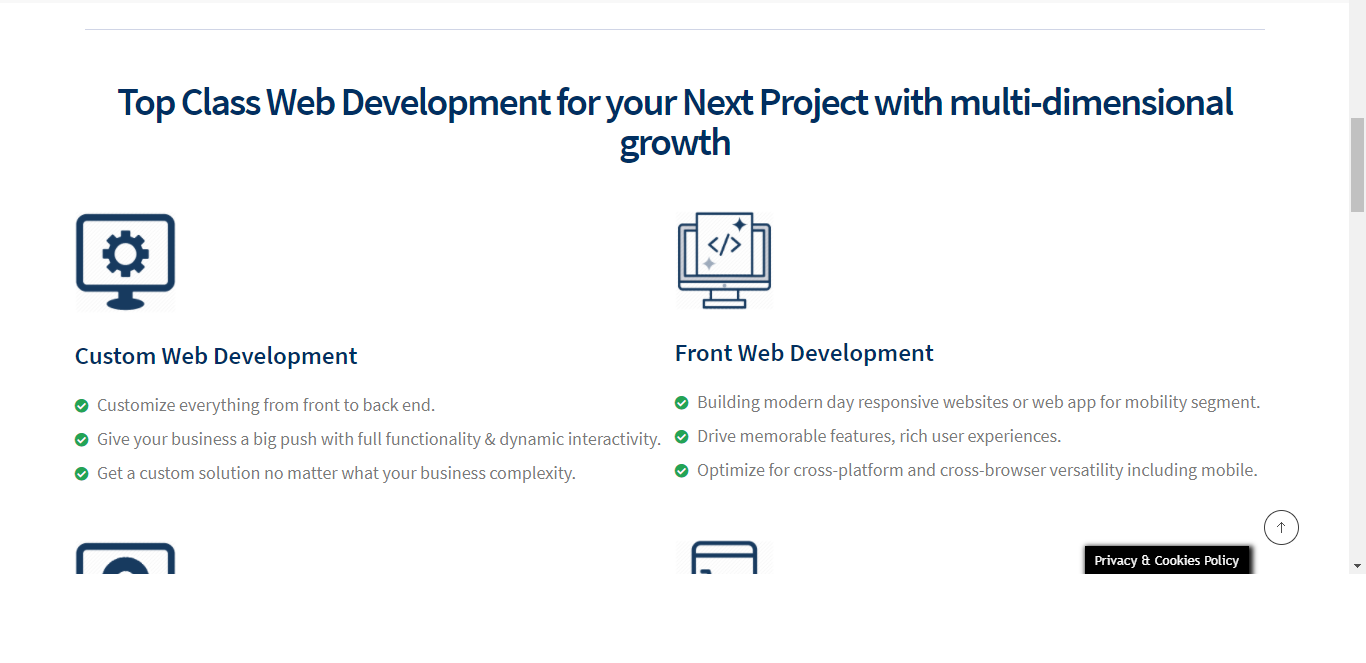 Top Class Web Development for your Next Project with multi-dimensional
growth
Custom Web Development
Customize everything from front to back end.
Give your business a big push with full functionality & dynamic interactivity.
Get a custom solution no matter what your business complexity.
Front Web Development
Building modern day responsive websites or web app for mobility segment.
Drive memorable features, rich user experiences.
Optimize for cross-platform and cross-browser versatility including mobile.
Privacy & Cookies Policy